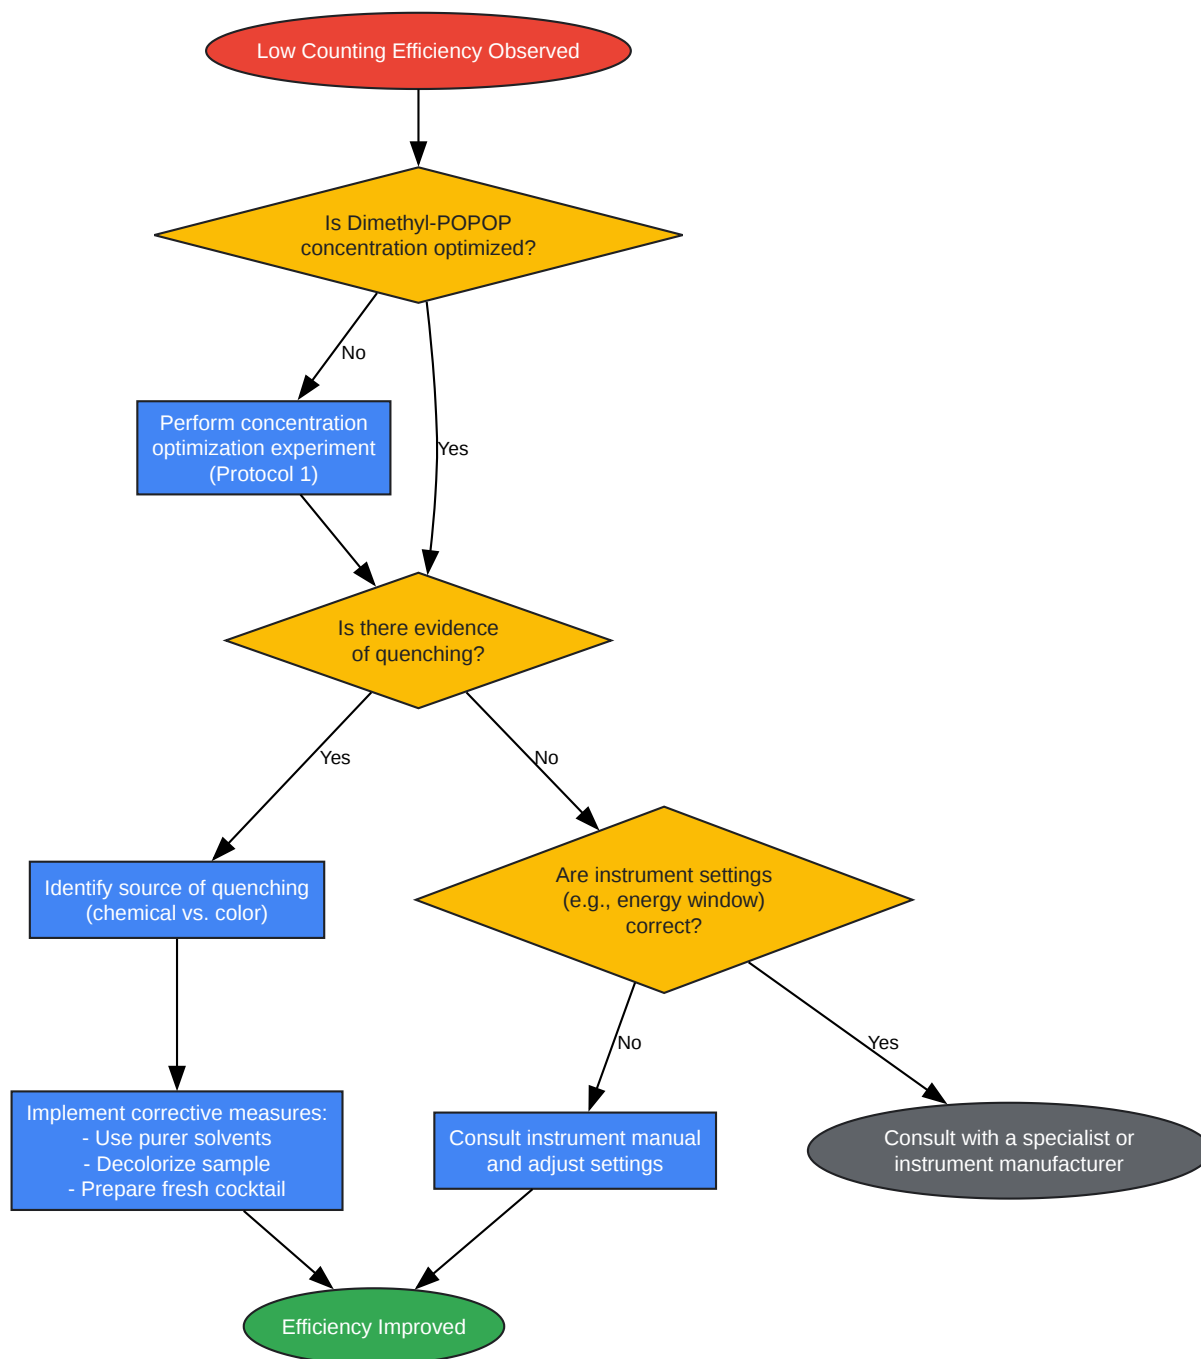 Low Counting Efficiency Observed
Is Dimethyl-POPOP
concentration optimized?
No
Perform concentration
optimization experiment
(Protocol 1)
Yes
Is there evidence
of quenching?
Yes
No
Identify source of quenching
(chemical vs. color)
Are instrument settings
(e.g., energy window)
correct?
No
Yes
Implement corrective measures:
- Use purer solvents
- Decolorize sample
- Prepare fresh cocktail
Consult instrument manual
and adjust settings
Consult with a specialist or
instrument manufacturer
Efficiency Improved